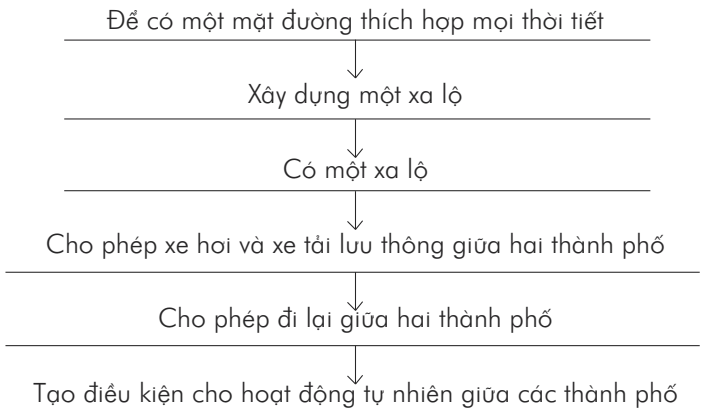 Để có một mặt đường thích hợp mọi thời tiết
Xây dựng một xa lộ
Có một xa lộ
Cho phép xe hơi và xe tải lưu thông giữa hai thành phố
Cho phép đi lại giữa hai thành phố
Tạo điều kiện cho hoạt động tự nhiên giữa các thành phố